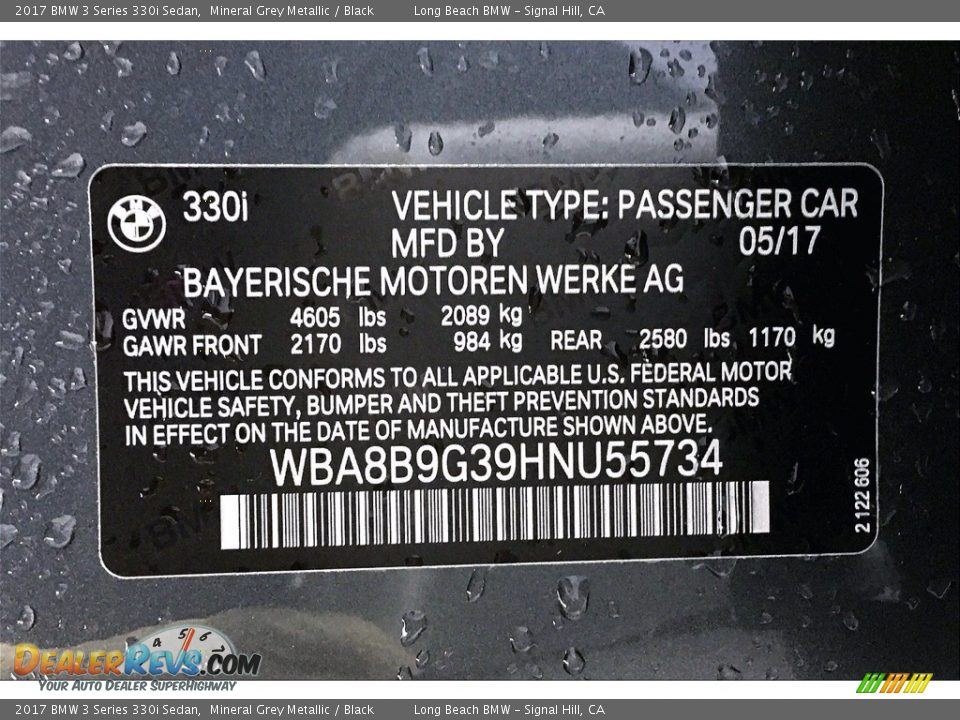 2017 BMW 3 Series 330i Sedan, Mineral Grey Metallic / Black Long Beach BMW - Signal Hill, CA
330i VEHICLE TYPE: PASSENGER CAR
MFD BY 05/17
BAYERISCHE MOTOREN WERKE AG
GVWR 4605 lbs 2089 kg
GAWR FRONT 2170 lbs 984 kg REAR 2580 lbs 1170 kg
THIS VEHICLE CONFORMS TO ALL APPLICABLE U.S. FEDERAL MOTOR
VEHICLE SAFETY, BUMPER AND THEFT PREVENTION STANDARDS
IN EFFECT ON THE DATE OF MANUFACTURE SHOWN ABOVE.
WBA8B9G39HNU55734
2 122 606
4 5 6
DEALERREVS.COM
YOUR AUTO DEALER SUPERHIGHWAY
2017 BMW 3 Series 330i Sedan, Mineral Grey Metallic / Black Long Beach BMW - Signal Hill, CA